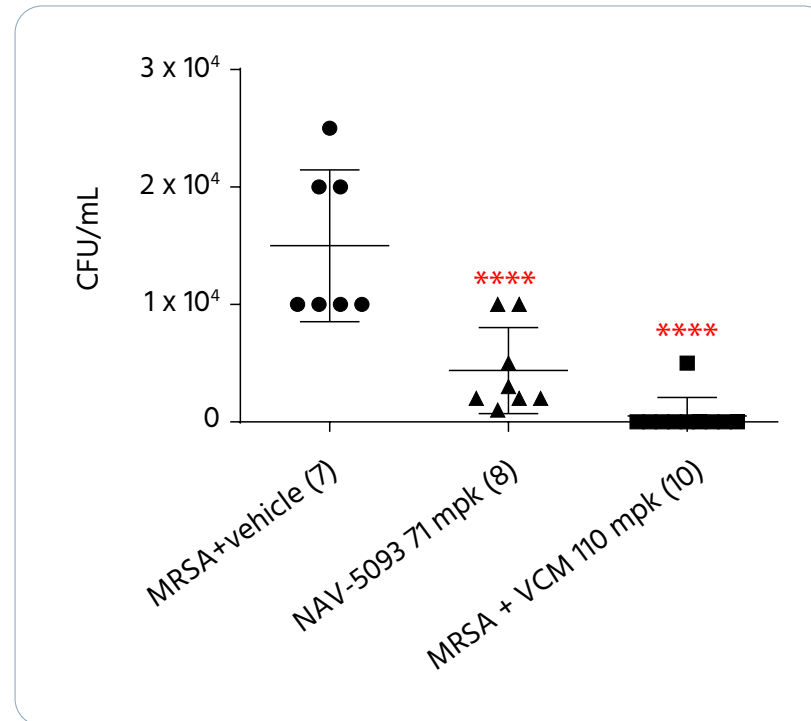 3 x 10⁴
2 x 10⁴
1 x 10⁴
0
CFU/mL
****
****
MRSA+vehicle (7)
NAV-5093 71 mpk (8)
MRSA + VCM 110 mpk (10)